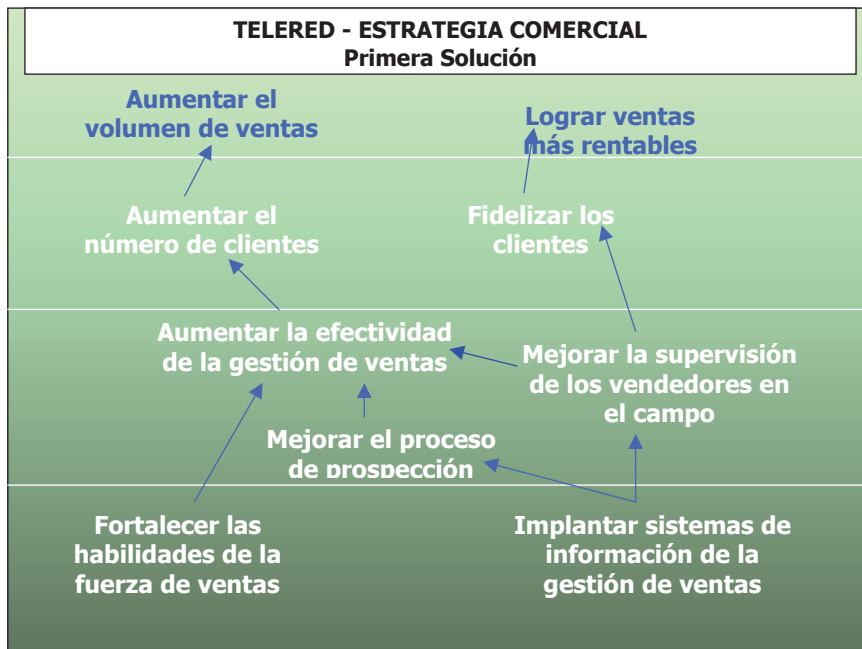 TELERED - ESTRATEGIA COMERCIAL
Primera Solución
Aumentar el
volumen de ventas
Lograr ventas
más rentables
Aumentar el
número de clientes
Fidelizar los
clientes
Aumentar la efectividad
de la gestión de ventas
Mejorar la supervisión
de los vendedores en
el campo
Mejorar el proceso
de prospección
Fortalecer las
habilidades de la
fuerza de ventas
Implantar sistemas de
información de la
gestión de ventas